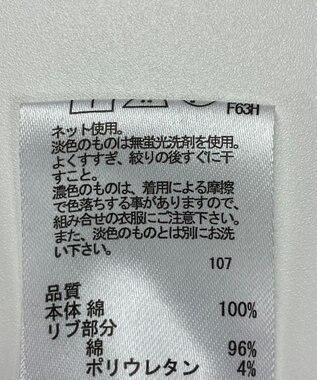 F63H
ネット使用。
淡色のものは無蛍光洗剤を使用。
よくすすぎ、絞りの後すぐに干
すこと。
濃色のものは、着用による摩擦
で色落ちする事がありますので、
組み合せの衣服にご注意下さい。
また、淡色のものとは別にお洗
い下さい。
107
品質
本体 綿 100%
リブ部分
綿 96%
ポリウレタン 4%